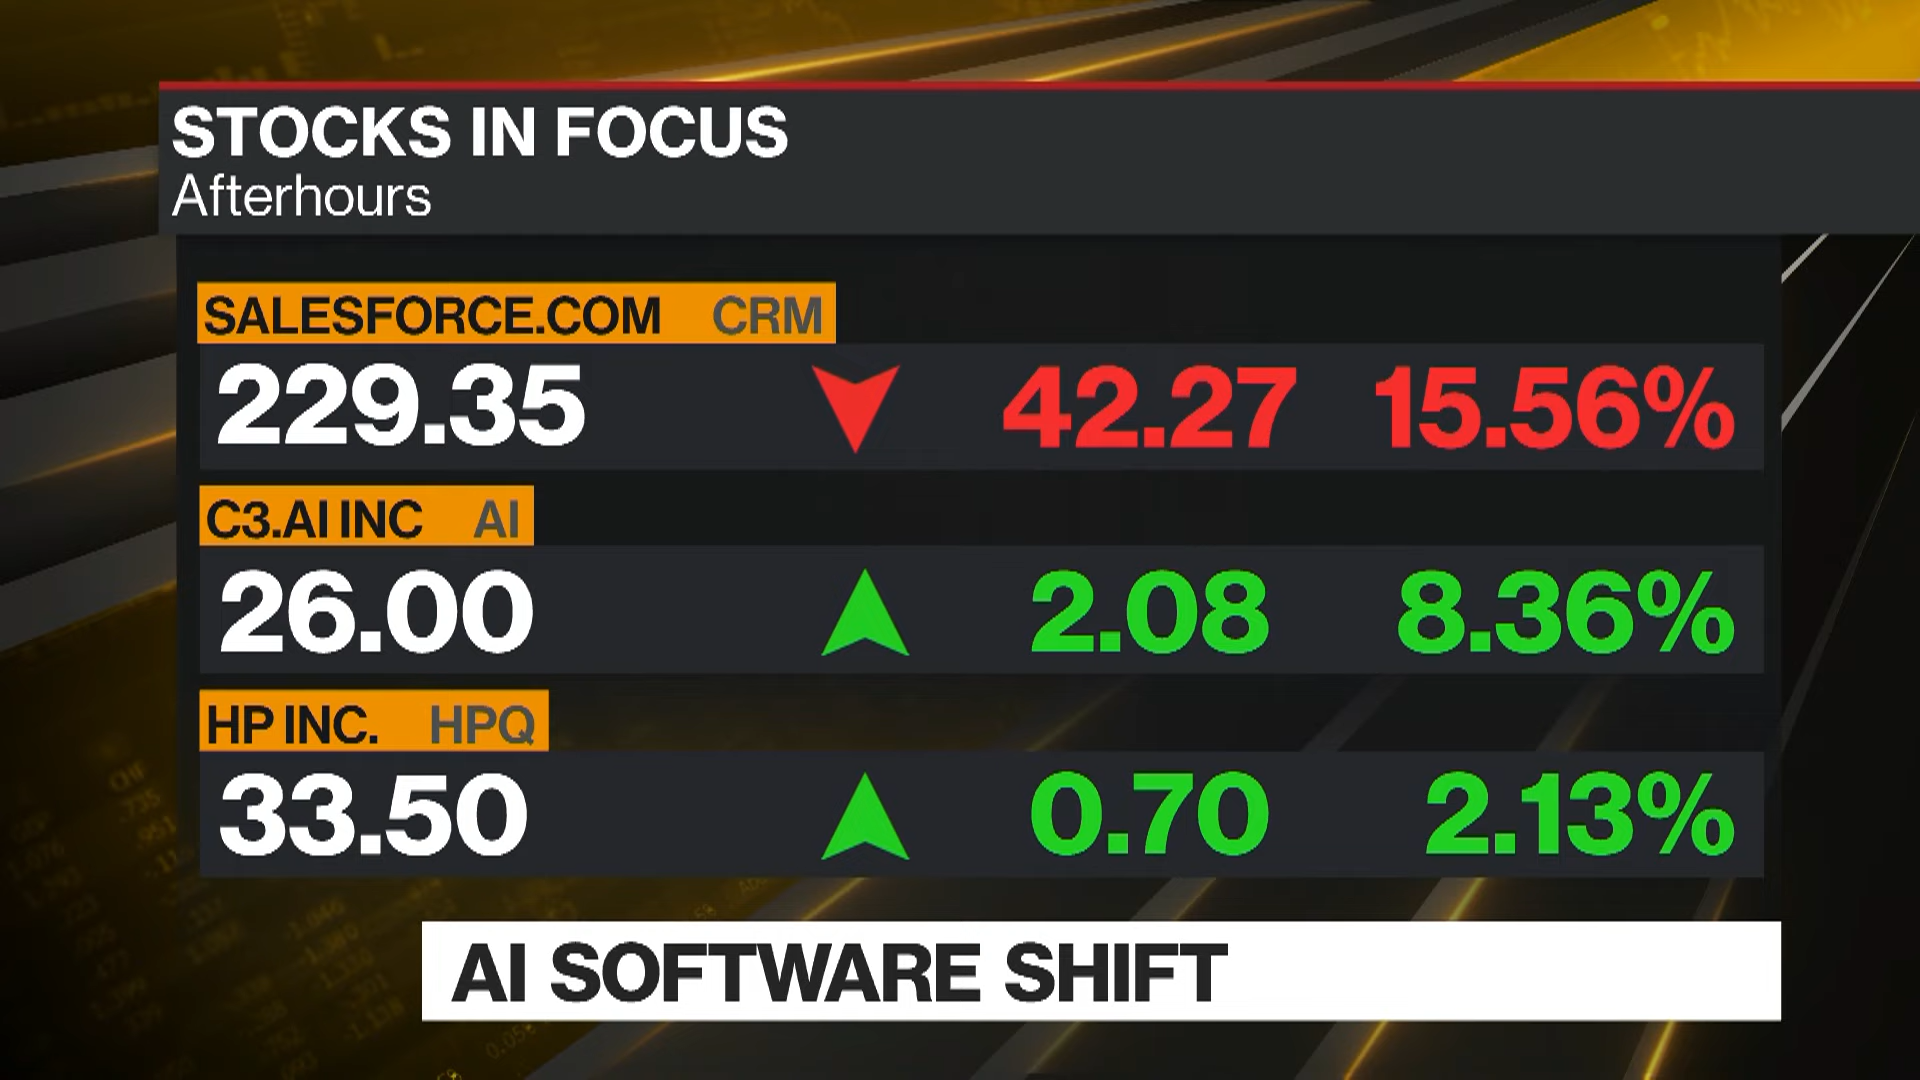 STOCKS IN FOCUS
Afterhours
SALESFORCE.COM CRM
229.35 ▼ 42.27 15.56%
C3.AI INC AI
26.00 ▲ 2.08 8.36%
HP INC. HPQ
33.50 ▲ 0.70 2.13%
AI SOFTWARE SHIFT